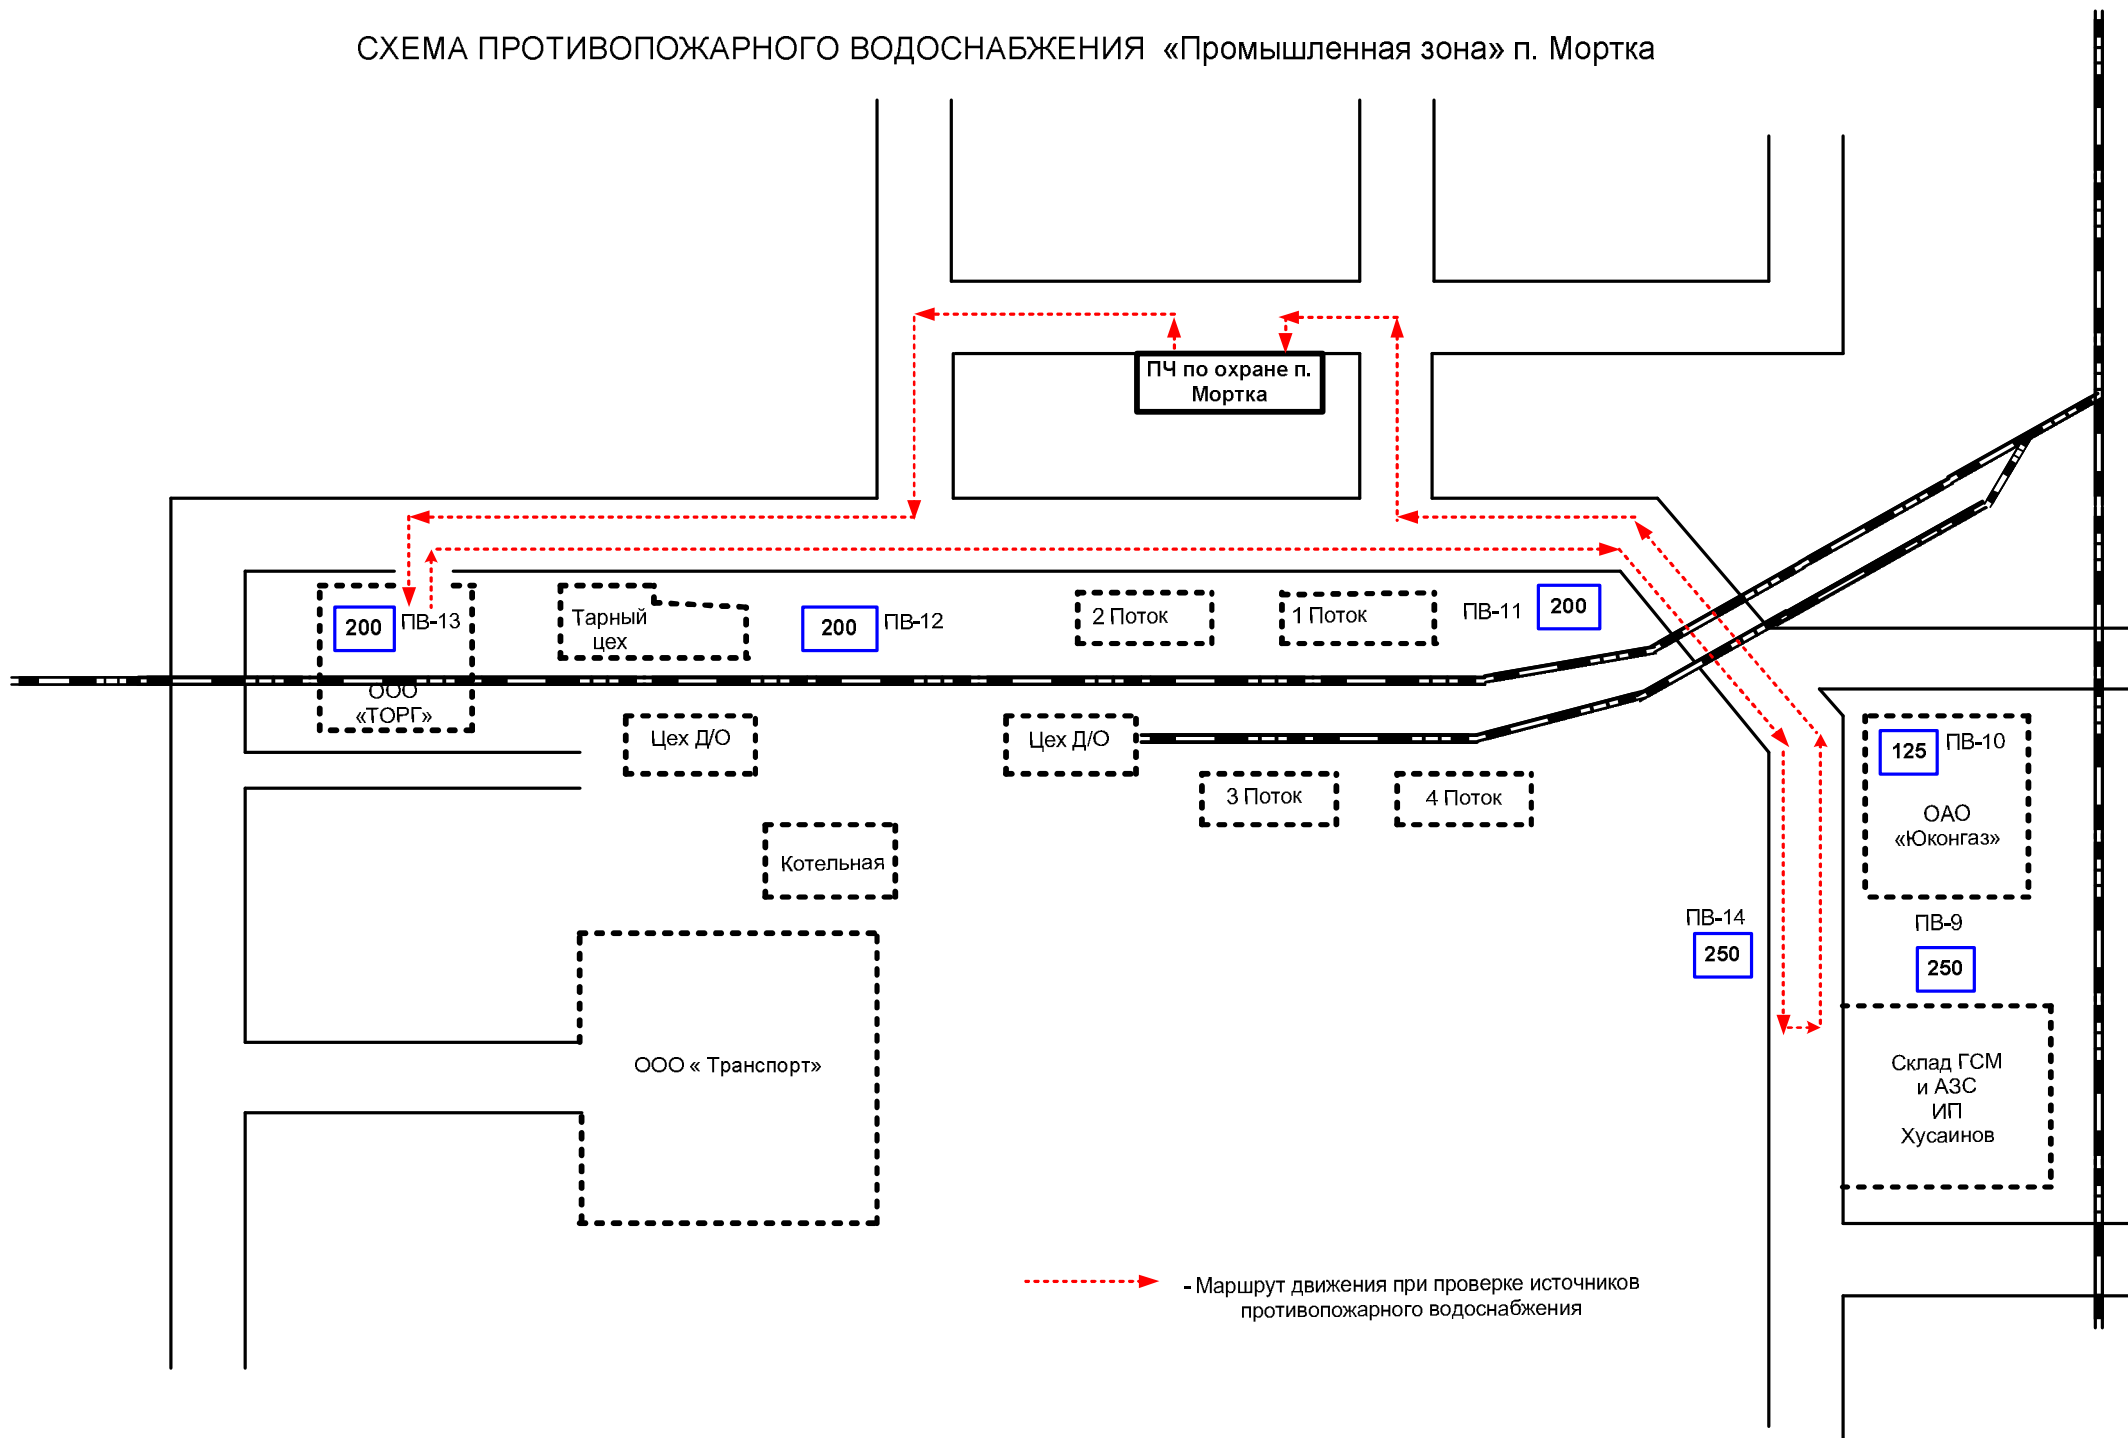 СХЕМА ПРОТИВОПОЖАРНОГО ВОДОСНАБЖЕНИЯ «Промышленная зона» п. Мортка
ПЧ по охране п.
Мортка
200
ПВ-13
ООО
«ТОРГ»
Тарный
цех
200
ПВ-12
2 Поток
1 Поток
ПВ-11
200
Цех Д/О
Цех Д/О
3 Поток
4 Поток
125
ПВ-10
ОАО
«Юконгаз»
Котельная
ПВ-14
250
ПВ-9
250
ООО « Транспорт»
Склад ГСМ
и АЗС
ИП
Хусаинов
- Маршрут движения при проверке источников
противопожарного водоснабжения